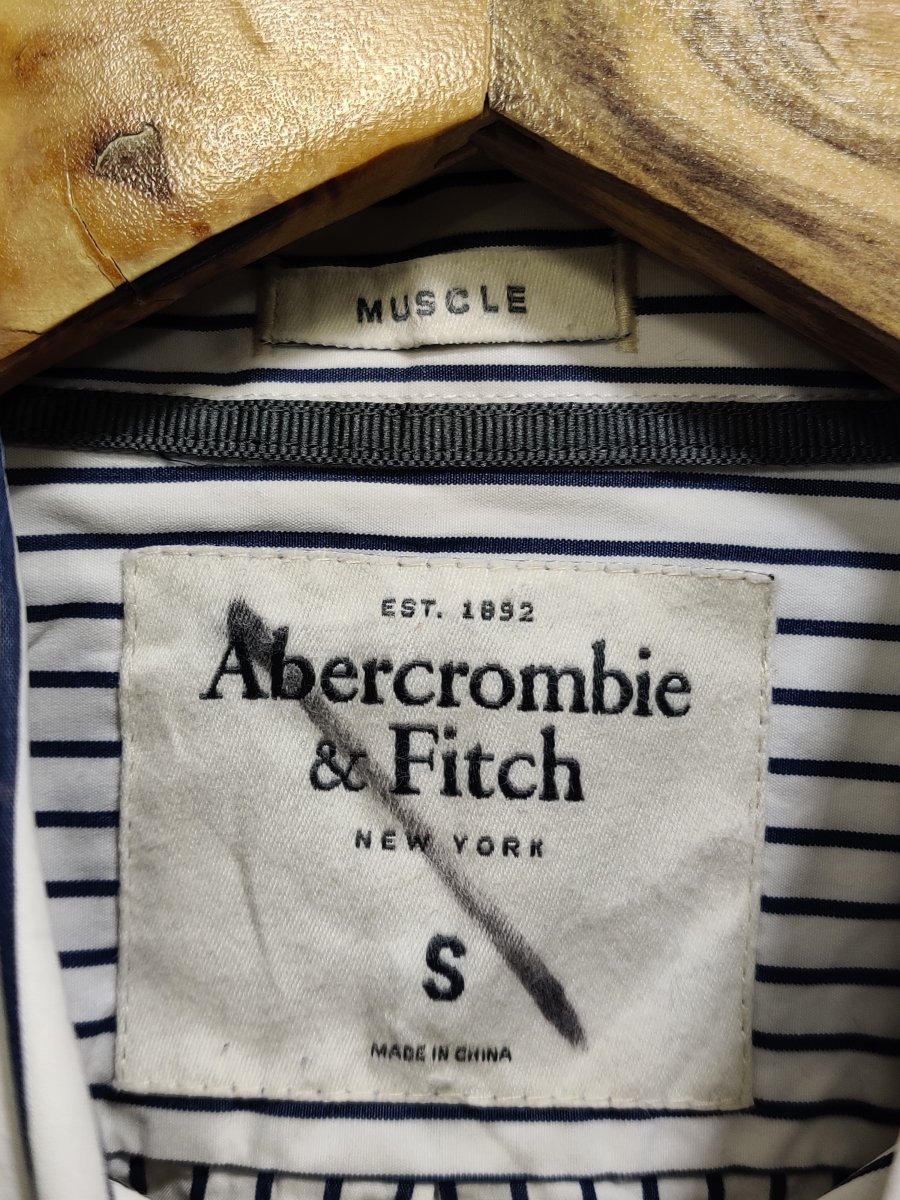 MUSCLE
EST. 1892
Abercrombie
& Fitch
NEW YORK
S
MADE IN CHINA